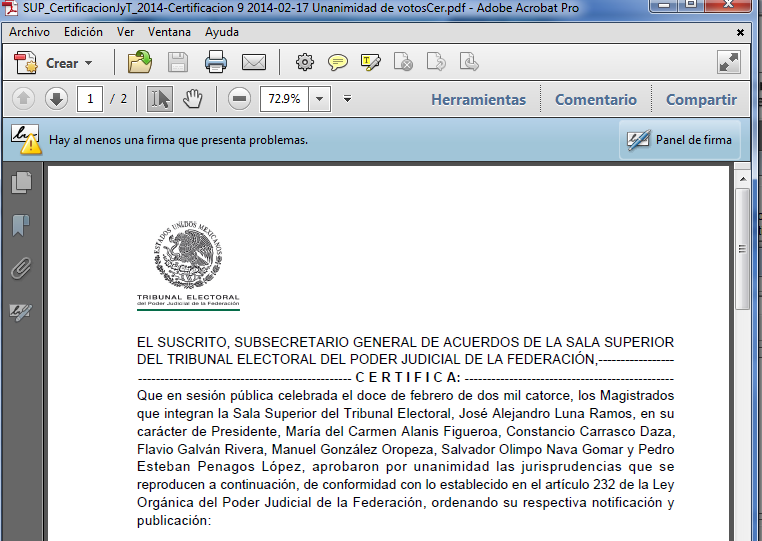 SUP_CertificacionJyT_2014-Certificacion 9 2014-02-17 Unanimidad de votosCer.pdf - Adobe Acrobat Pro
Archivo Edición Ver Ventana Ayuda
Crear
1 / 2 72.9% Herramientas Comentario Compartir
Hay al menos una firma que presenta problemas. Panel de firma
ESTADOS UNIDOS MEXICANOS
TRIBUNAL ELECTORAL
del Poder Judicial de la Federación
EL SUSCRITO, SUBSECRETARIO GENERAL DE ACUERDOS DE LA SALA SUPERIOR
DEL TRIBUNAL ELECTORAL DEL PODER JUDICIAL DE LA FEDERACIÓN,-----------------
----------------------------------------------- C E R T I F I C A: ----------------------------------------------
Que en sesión pública celebrada el doce de febrero de dos mil catorce, los Magistrados
que integran la Sala Superior del Tribunal Electoral, José Alejandro Luna Ramos, en su
carácter de Presidente, María del Carmen Alanis Figueroa, Constancio Carrasco Daza,
Flavio Galván Rivera, Manuel González Oropeza, Salvador Olimpo Nava Gomar y Pedro
Esteban Penagos López, aprobaron por unanimidad las jurisprudencias que se
reproducen a continuación, de conformidad con lo establecido en el artículo 232 de la Ley
Orgánica del Poder Judicial de la Federación, ordenando su respectiva notificación y
publicación: